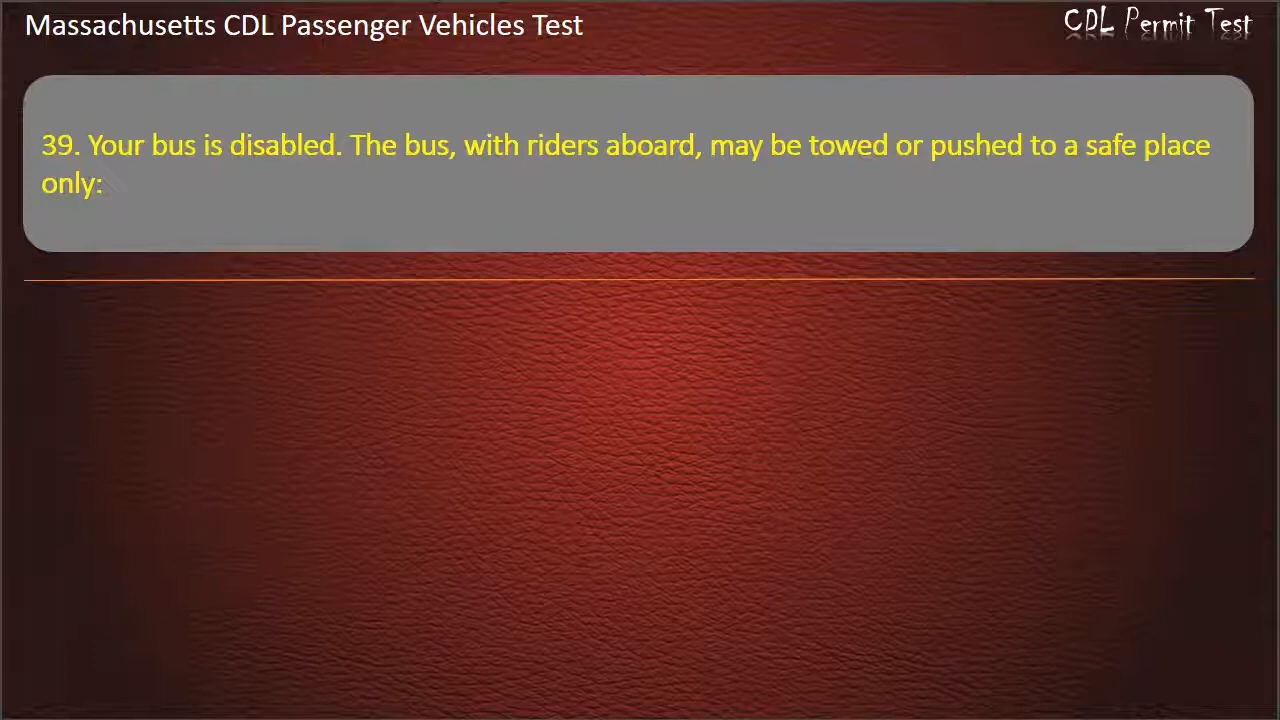 Massachusetts CDL Passenger Vehicles Test
CDL Permit Test
39. Your bus is disabled. The bus, with riders aboard, may be towed or pushed to a safe place
only: